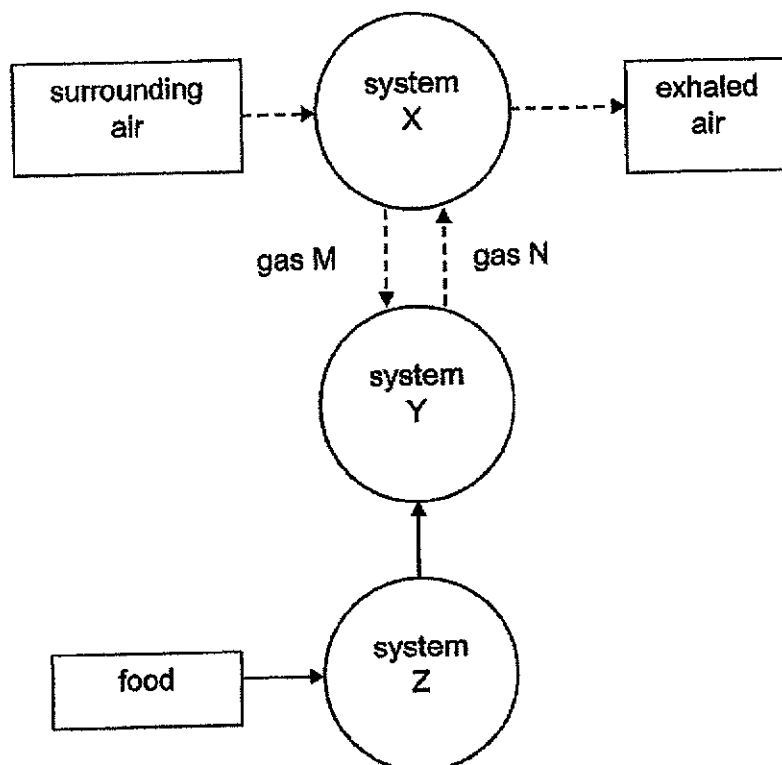 surrounding
air
system
X
exhaled
air
gas M
gas N
system
Y
food
system
Z